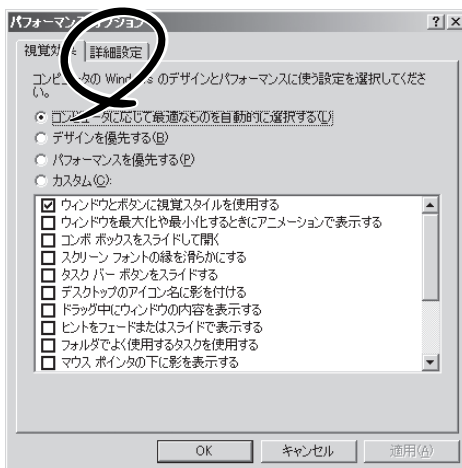 パフォーマンス オプション
視覚効果
詳細設定
コンピュータの Windows のデザインとパフォーマンスに使う設定を選択してくださ
い。
コンピュータに応じて最適なものを自動的に選択する(L)
デザインを優先する(B)
パフォーマンスを優先する(P)
カスタム(C):
ウィンドウとボタンに視覚スタイルを使用する
ウィンドウを最大化や最小化するときにアニメーションで表示する
コンボ ボックスをスライドして開く
スクリーン フォントの縁を滑らかにする
タスク バー ボタンをスライドする
デスクトップのアイコン名に影を付ける
ドラッグ中にウィンドウの内容を表示する
ヒントをフェードまたはスライドで表示する
フォルダでよく使用するタスクを使用する
マウス ポインタの下に影を表示する
OK
キャンセル
適用(A)